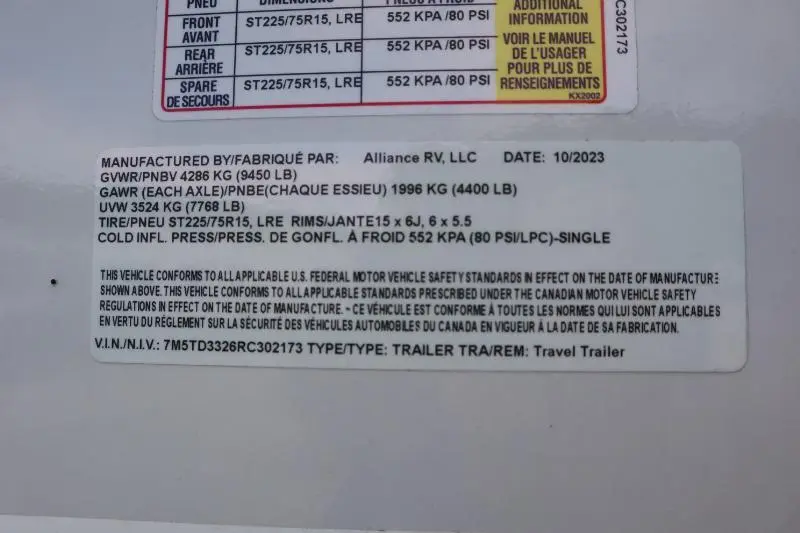 PNEU DIMENSIONS PNEUS À FROID
FRONT AVANT ST225/75R15, LRE 552 KPA /80 PSI
REAR ARRIÈRE ST225/75R15, LRE 552 KPA /80 PSI
SPARE DE SECOURS ST225/75R15, LRE 552 KPA /80 PSI
ADDITIONAL
INFORMATION
VOIR LE MANUEL
DE L'USAGER
POUR PLUS DE
RENSEIGNEMENTS
KX2002
C302173
MANUFACTURED BY/FABRIQUÉ PAR: Alliance RV, LLC DATE: 10/2023
GVWR/PNBV 4286 KG (9450 LB)
GAWR (EACH AXLE)/PNBE(CHAQUE ESSIEU) 1996 KG (4400 LB)
UVW 3524 KG (7768 LB)
TIRE/PNEU ST225/75R15, LRE RIMS/JANTE15 x 6J, 6 x 5.5
COLD INFL. PRESS/PRESS. DE GONFL. À FROID 552 KPA (80 PSI/LPC)-SINGLE
THIS VEHICLE CONFORMS TO ALL APPLICABLE U.S. FEDERAL MOTOR VEHICLE SAFETY STANDARDS IN EFFECT ON THE DATE OF MANUFACTURE
SHOWN ABOVE. THIS VEHICLE CONFORMS TO ALL APPLICABLE STANDARDS PRESCRIBED UNDER THE CANADIAN MOTOR VEHICLE SAFETY
REGULATIONS IN EFFECT ON THE DATE OF MANUFACTURE. - CE VÉHICULE EST CONFORME À TOUTES LES NORMES QUI LUI SONT APPLICABLES
EN VERTU DU RÉGLEMENT SUR LA SÉCURITÉ DES VÉHICULES AUTOMOBILES DU CANADA EN VIGUEUR À LA DATE DE SA FABRICATION.
V.I.N./N.I.V.: 7M5TD3326RC302173 TYPE/TYPE: TRAILER TRA/REM: Travel Trailer